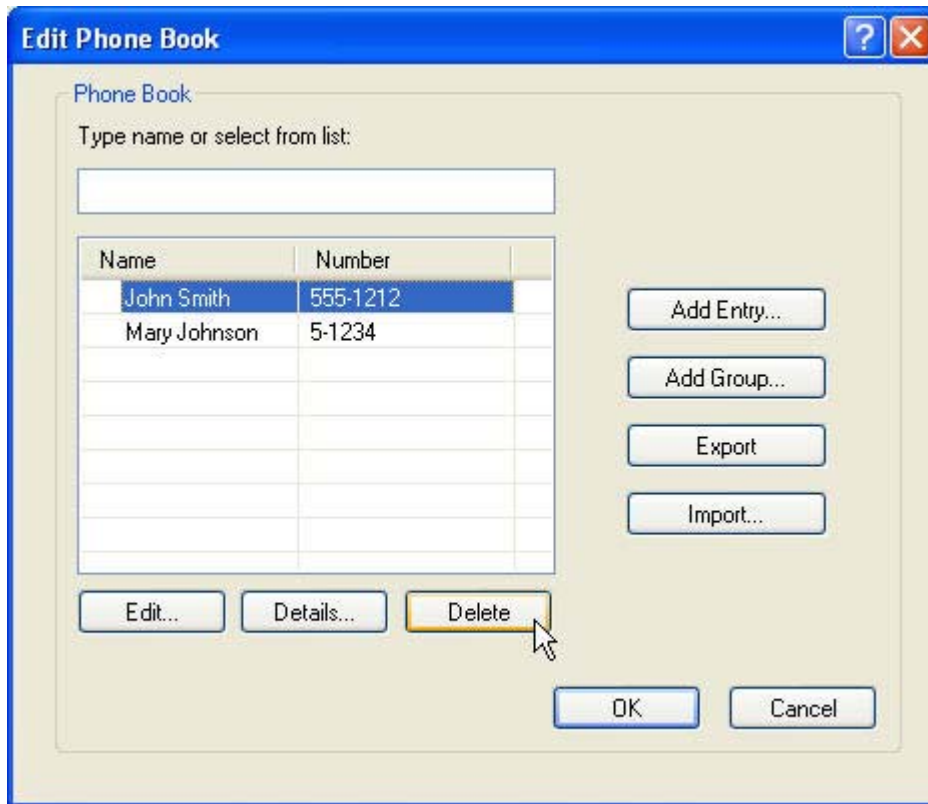 Edit Phone Book
Phone Book
Type name or select from list:
Name Number
John Smith 555-1212
Mary Johnson 5-1234
Add Entry...
Add Group...
Export
Import...
Edit... Details... Delete
OK Cancel